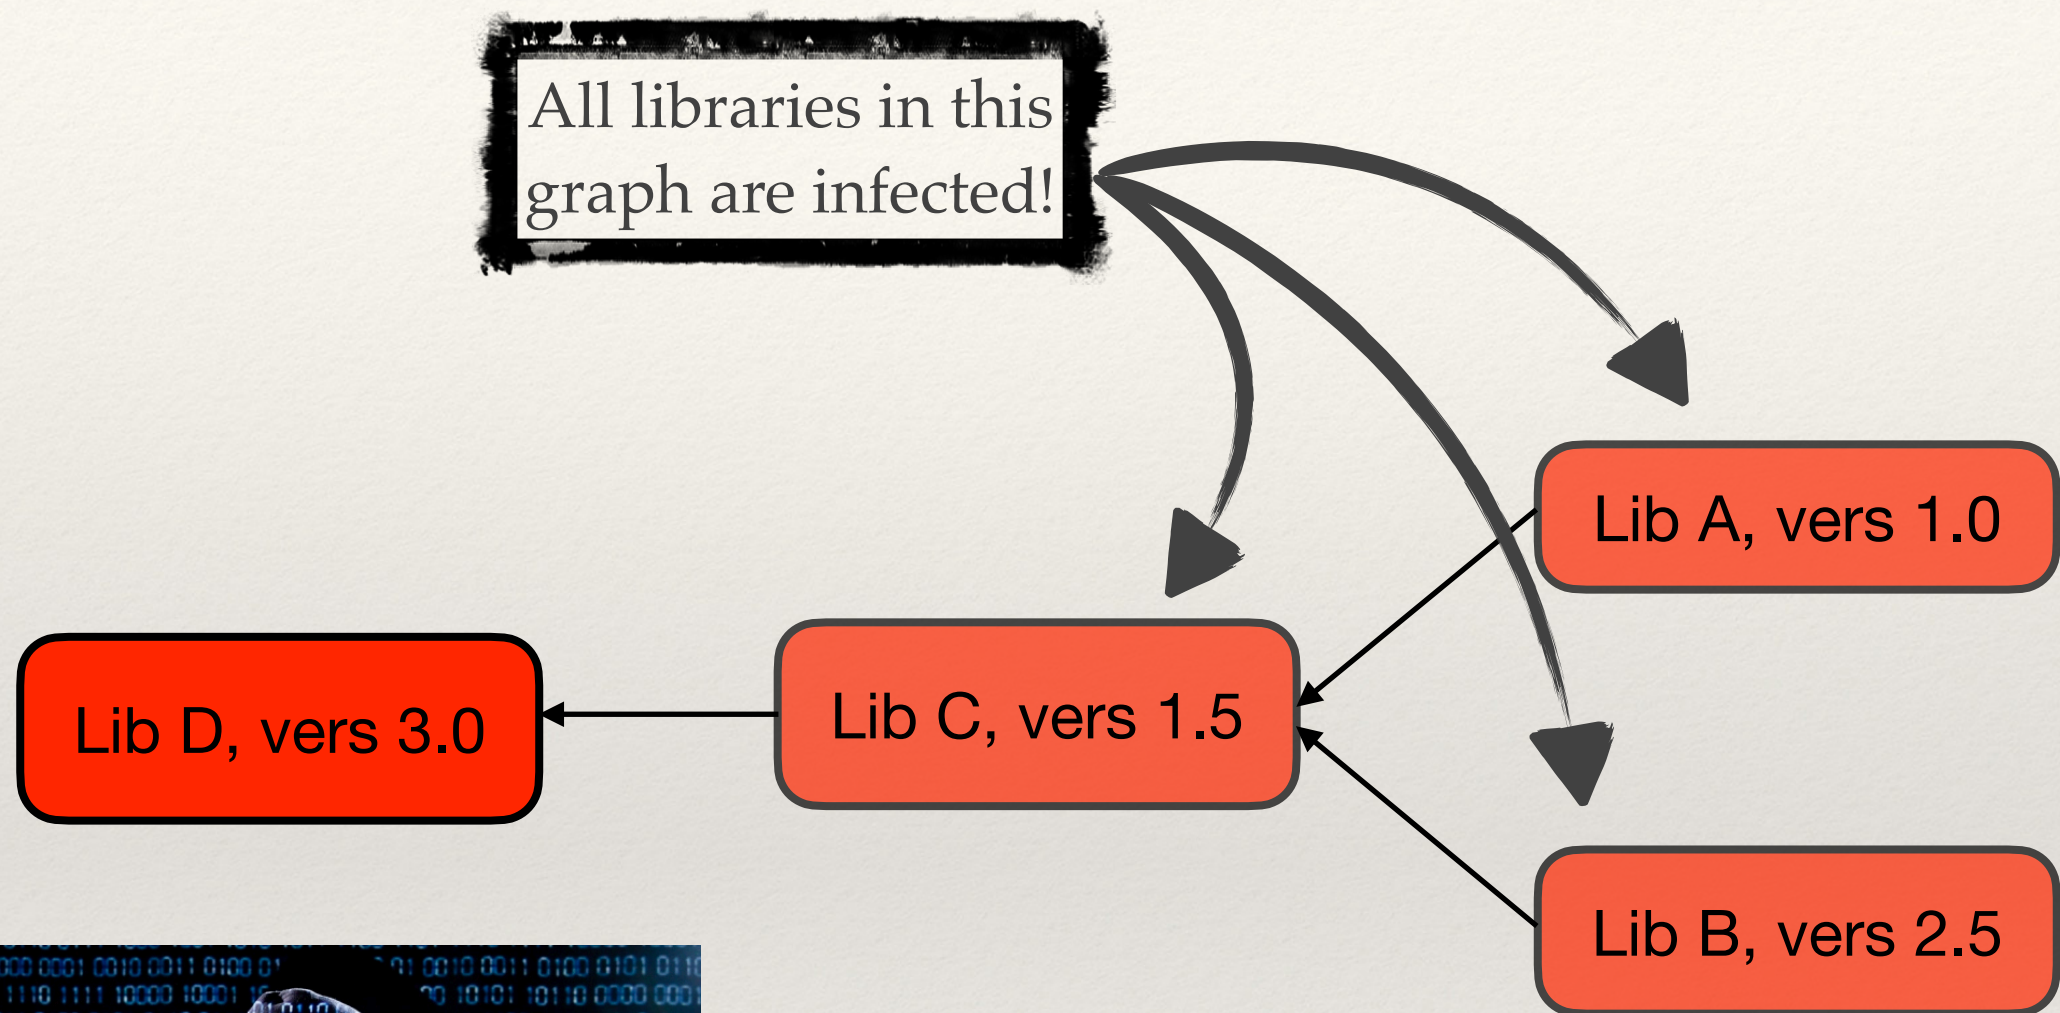 All libraries in this
graph are infected!
Lib A, vers 1.0
Lib D, vers 3.0
Lib C, vers 1.5
Lib B, vers 2.5